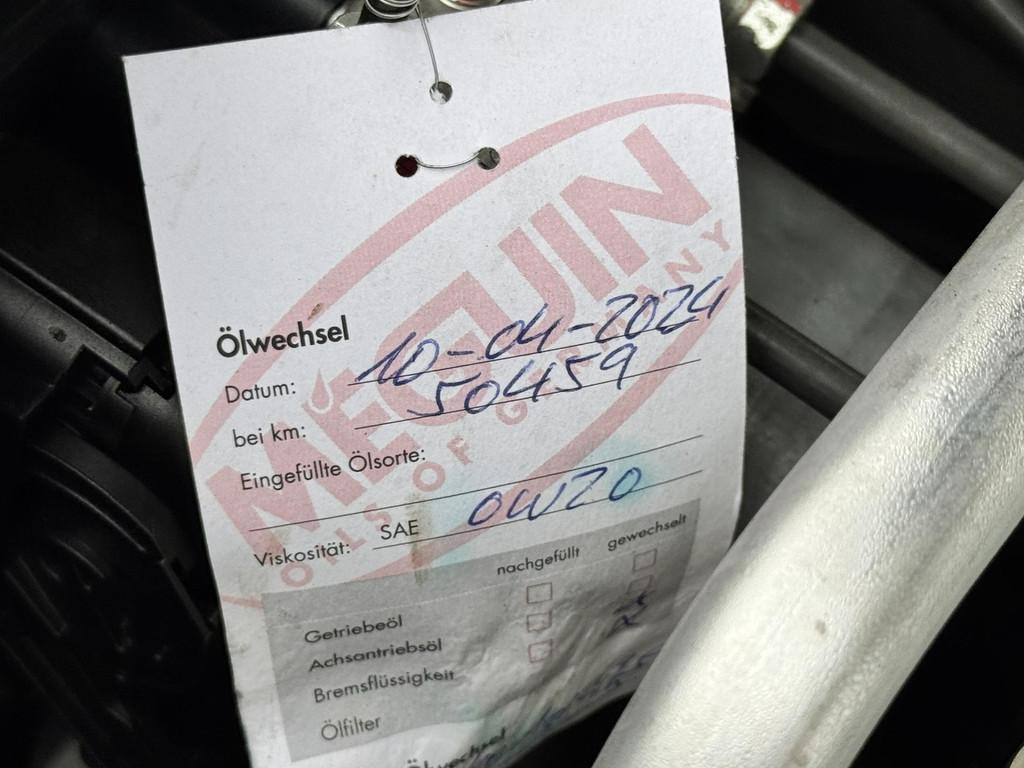 MEGUIN
OILS OF GERMANY
Ölwechsel
Datum: 10-04-2024
bei km: 50459
Eingefüllte Ölsorte:
Viskosität: SAE 0W20
nachgefüllt gewechselt
Getriebeöl
Achsantriebsöl
Bremsflüssigkeit
Ölfilter
Ölwechsel